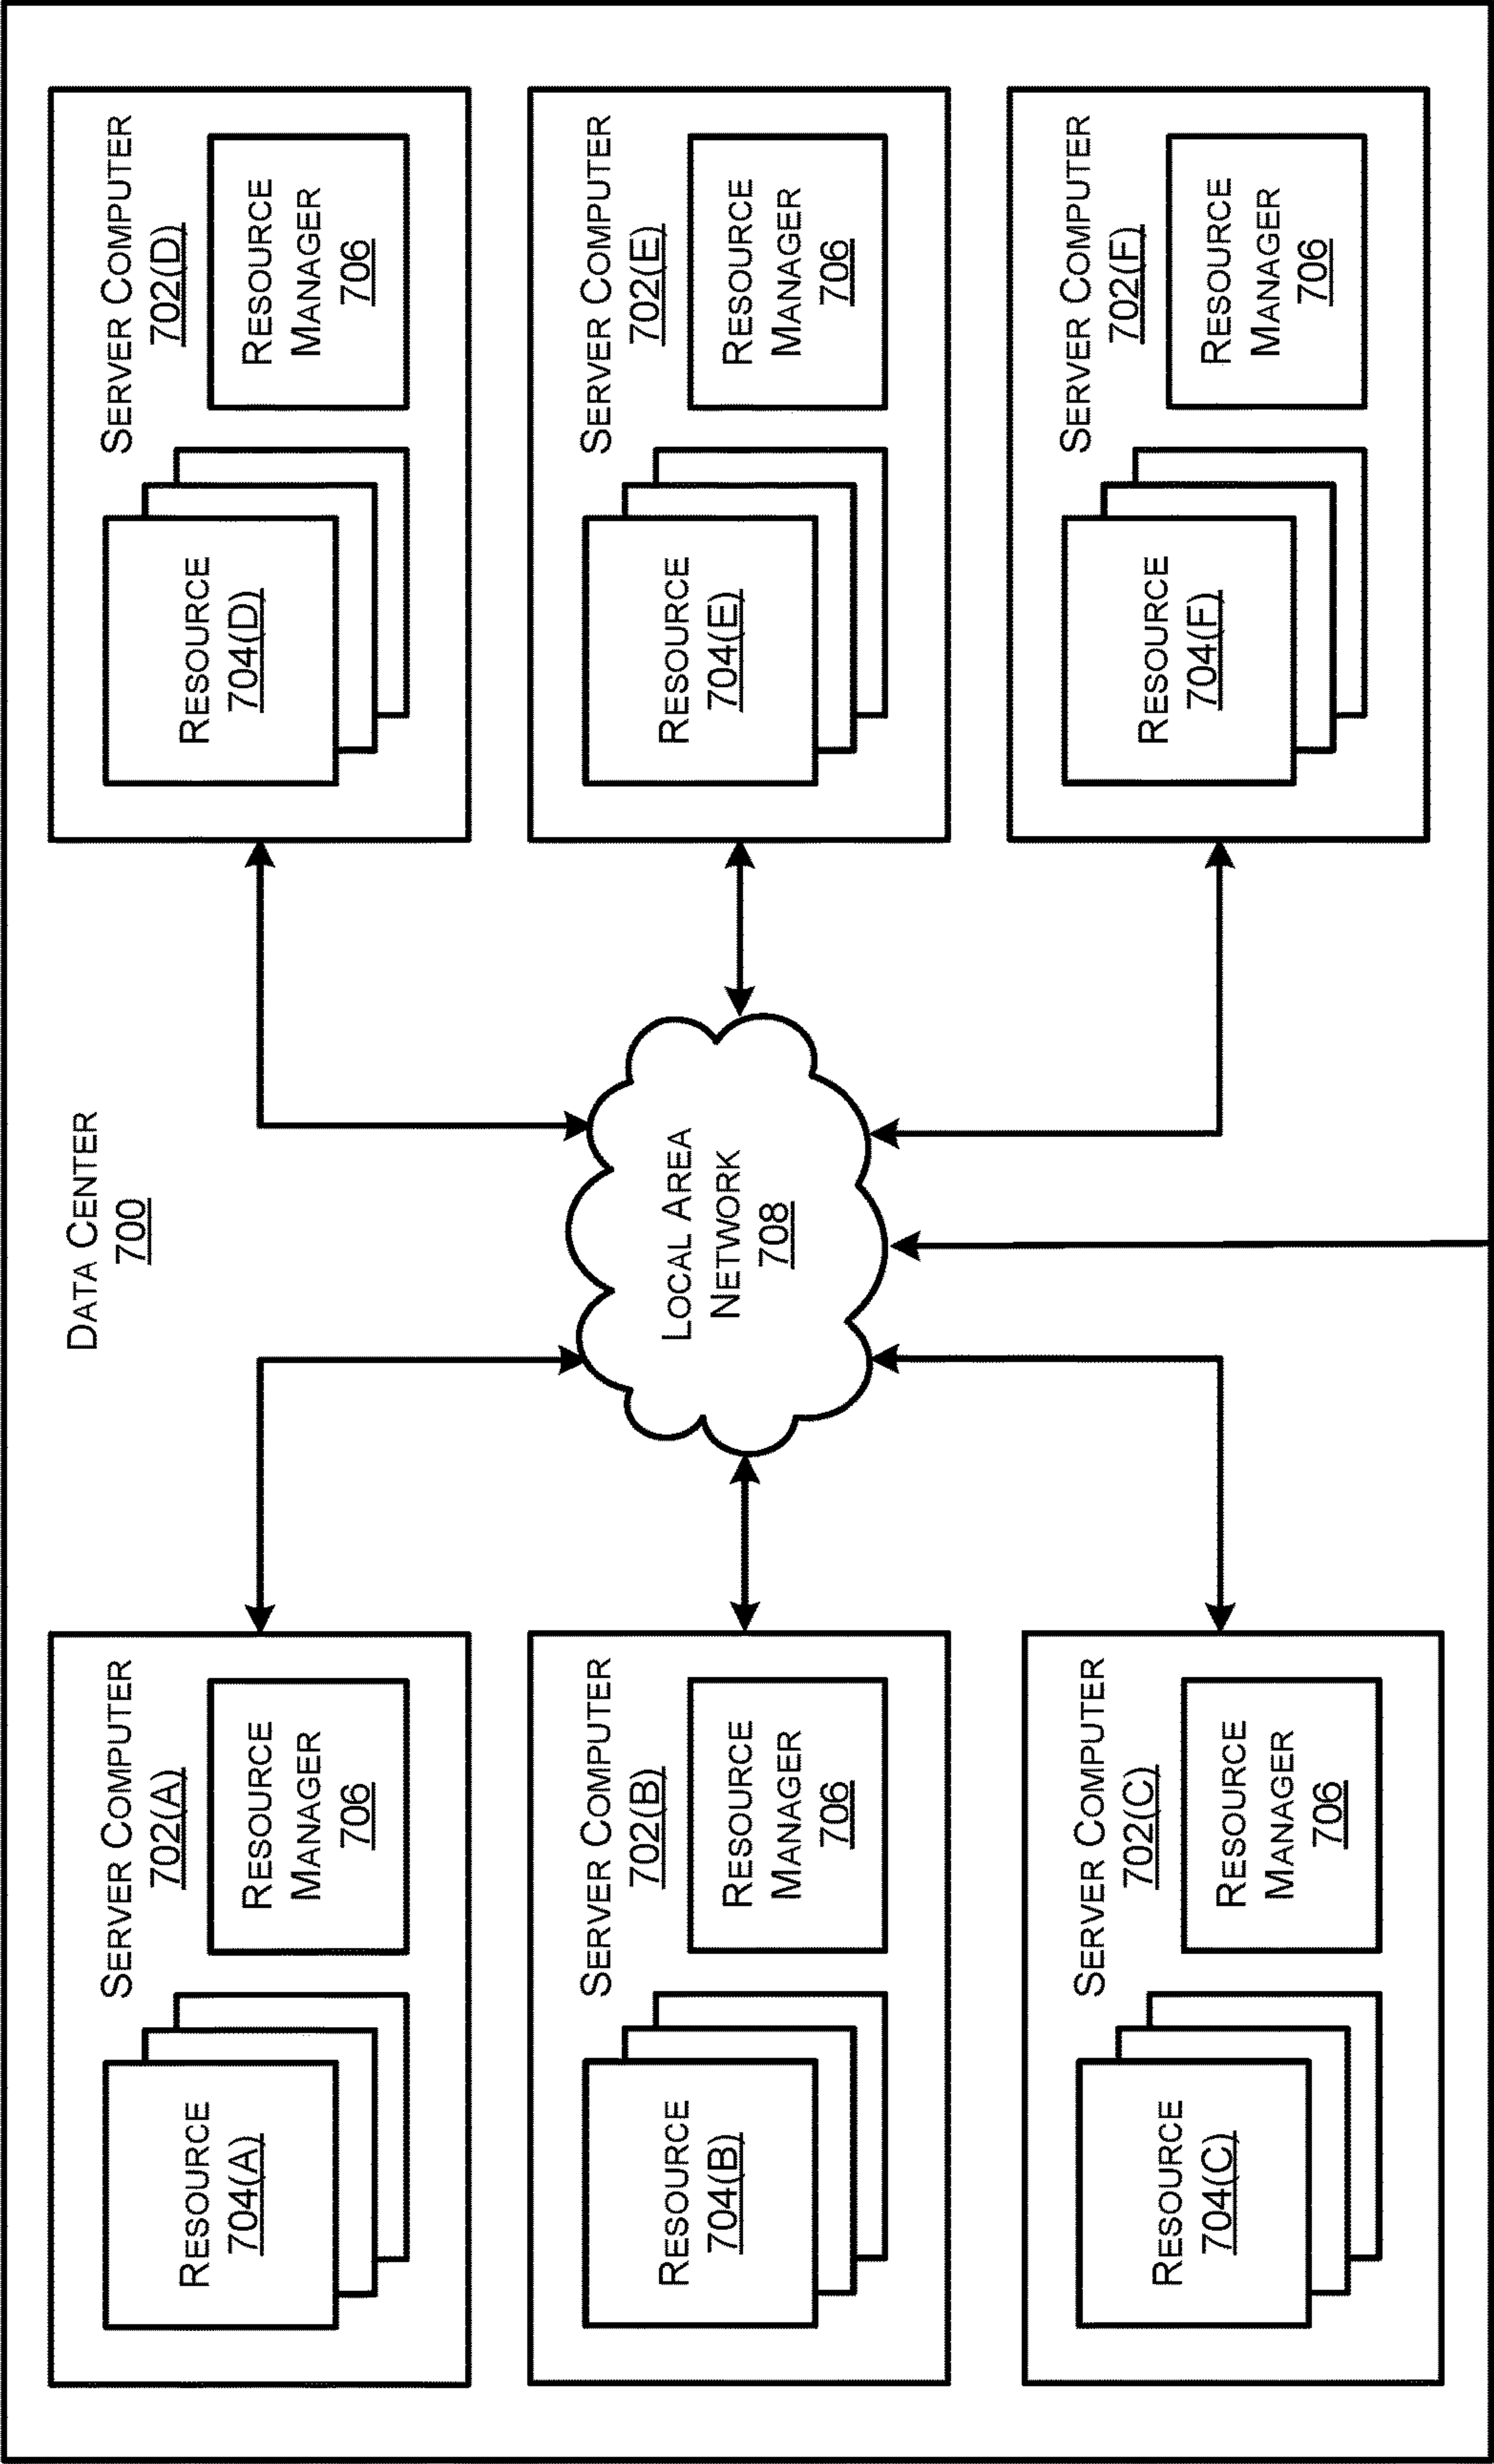 DATA CENTER
700
SERVER COMPUTER
702(A)
RESOURCE
704(A)
RESOURCE
MANAGER
706
SERVER COMPUTER
702(B)
RESOURCE
704(B)
RESOURCE
MANAGER
706
SERVER COMPUTER
702(C)
RESOURCE
704(C)
RESOURCE
MANAGER
706
LOCAL AREA
NETWORK
708
SERVER COMPUTER
702(D)
RESOURCE
704(D)
RESOURCE
MANAGER
706
SERVER COMPUTER
702(E)
RESOURCE
704(E)
RESOURCE
MANAGER
706
SERVER COMPUTER
702(F)
RESOURCE
704(F)
RESOURCE
MANAGER
706